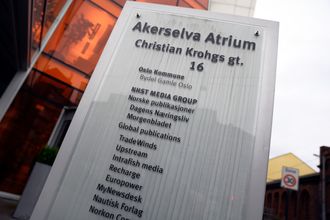 Akerselva Atrium
Christian Krohgs gt.
16
Oslo Kommune
Bydel Gamle Oslo
NHST MEDIA GROUP
Norske publikasjoner
Dagens Næringsliv
Morgenbladet
Global publications
TradeWinds
Upstream
Intrafish media
Recharge
Europower
MyNewsdesk
Nautisk Forlag
Norkon